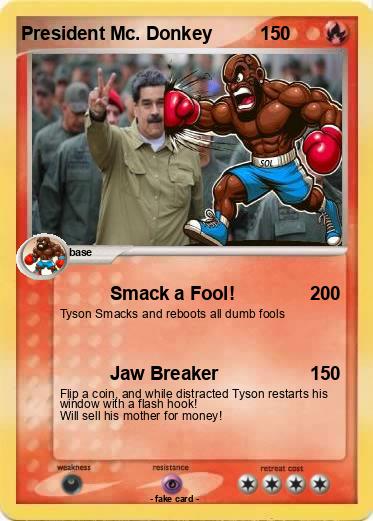 President Mc. Donkey 150
SOL
base
Smack a Fool! 200
Tyson Smacks and reboots all dumb fools
Jaw Breaker 150
Flip a coin, and while distracted Tyson restarts his
window with a flash hook!
Will sell his mother for money!
weakness resistance retreat cost
- fake card -